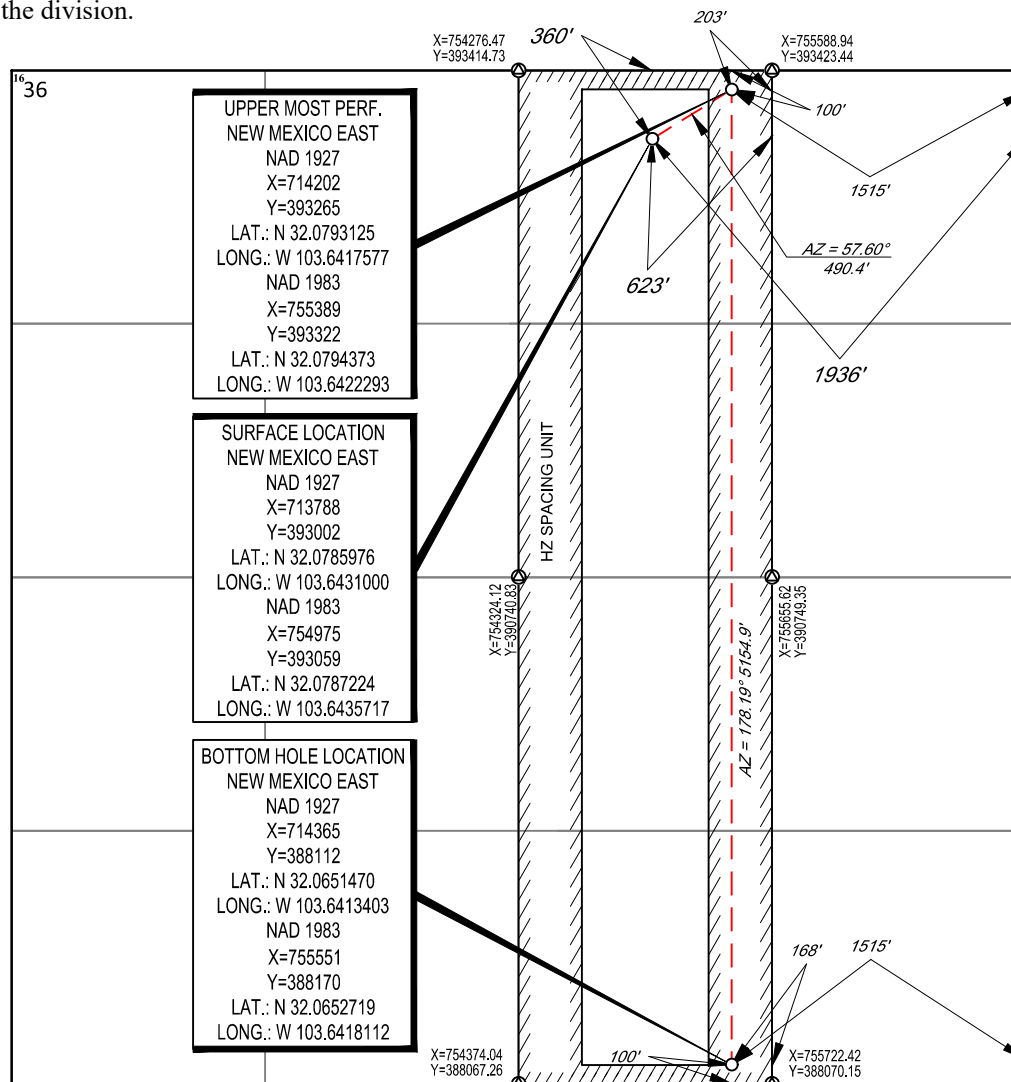 the division.
203'
X=754276.47
Y=393414.73
360'
X=755588.94
Y=393423.44
16
36
100'
UPPER MOST PERF.
NEW MEXICO EAST
NAD 1927
X=714202
Y=393265
LAT.: N 32.0793125
LONG.: W 103.6417577
NAD 1983
X=755389
Y=393322
LAT.: N 32.0794373
LONG.: W 103.6422293
1515'
AZ = 57.60°
490.4'
623'
1936'
SURFACE LOCATION
NEW MEXICO EAST
NAD 1927
X=713788
Y=393002
LAT.: N 32.0785976
LONG.: W 103.6431000
NAD 1983
X=754975
Y=393059
LAT.: N 32.0787224
LONG.: W 103.6435717
HZ SPACING UNIT
X=754324.12
Y=390740.83
X=755655.62
Y=390749.35
AZ = 178.19° 5154.9'
BOTTOM HOLE LOCATION
NEW MEXICO EAST
NAD 1927
X=714365
Y=388112
LAT.: N 32.0651470
LONG.: W 103.6413403
NAD 1983
X=755551
Y=388170
LAT.: N 32.0652719
LONG.: W 103.6418112
168'
1515'
X=754374.04
Y=388067.26
100'
X=755722.42
Y=388070.15